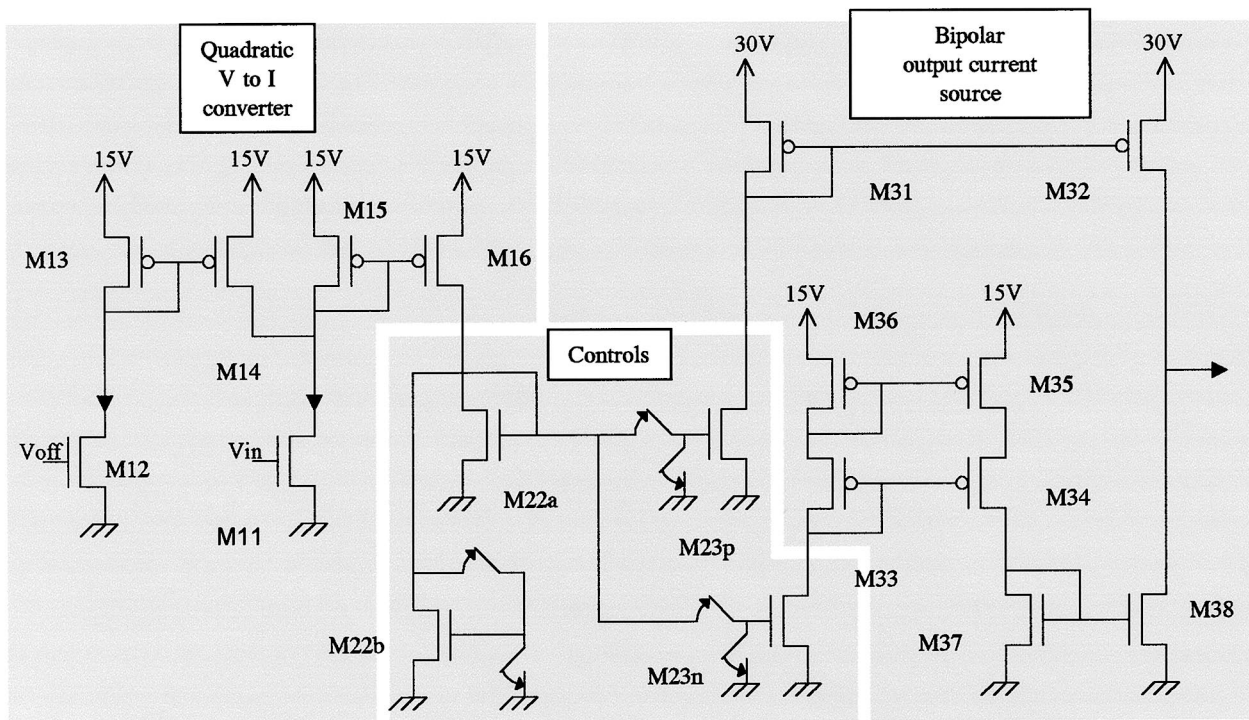 Quadratic
V to I
converter
Bipolar
output current
source
30V
30V
15V
15V
15V
15V
M15
M31
M32
M13
M16
15V
15V
M36
Controls
M14
M35
Voff
M12
Vin
M22a
M34
M11
M23p
M33
M38
M22b
M37
M23n